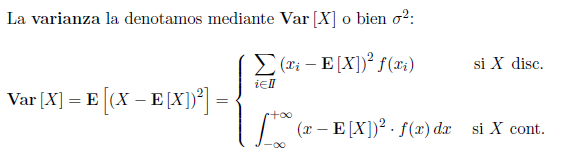 La varianza la denotamos mediante Var [X] o bien σ²:
∑_{i∈II} (x_i − E [X])² f(x_i) si X disc.
Var [X] = E [(X − E [X])²] = {
∫_{−∞}^{+∞} (x − E [X])² · f(x) dx si X cont.